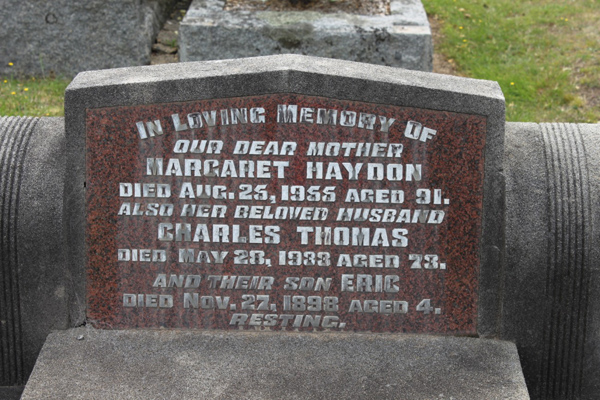 In Loving Memory Of
Our Dear Mother
Margaret Haydon
Died Aug. 25, 1955 Aged 91.
Also Her Beloved Husband
Charles Thomas
Died May 28, 1933 Aged 73.
And Their Son Eric
Died Nov. 27, 1898 Aged 4.
Resting.